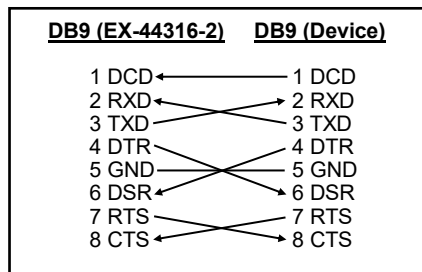 DB9 (EX-44316-2) DB9 (Device)
1 DCD 1 DCD
2 RXD 2 RXD
3 TXD 3 TXD
4 DTR 4 DTR
5 GND 5 GND
6 DSR 6 DSR
7 RTS 7 RTS
8 CTS 8 CTS